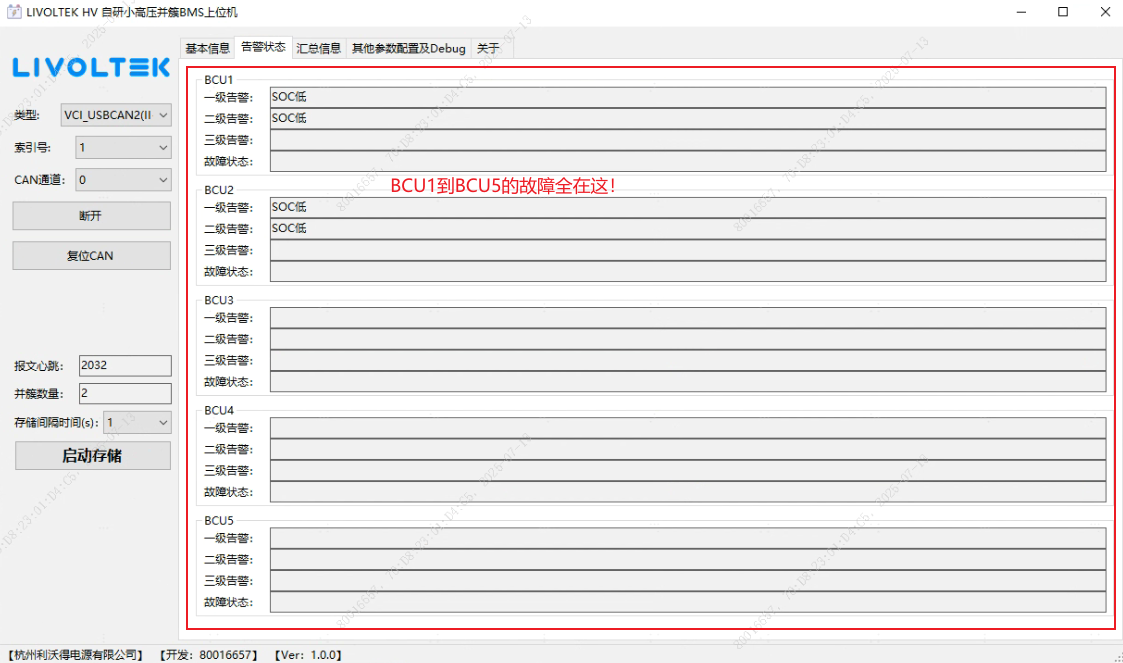 LIVOLTEK HV 自研小高压并簇BMS上位机
LIVOLTEK
基本信息 告警状态 汇总信息 其他参数配置及Debug 关于
类型: VCI_USBCAN2(II
索引号: 1
CAN通道: 0
断开
复位CAN
报文心跳: 2032
并簇数量: 2
存储间隔时间(s): 1
启动存储
BCU1
一级告警: SOC低
二级告警: SOC低
三级告警:
故障状态:
BCU1到BCU5的故障全在这!
BCU2
一级告警: SOC低
二级告警: SOC低
三级告警:
故障状态:
BCU3
一级告警:
二级告警:
三级告警:
故障状态:
BCU4
一级告警:
二级告警:
三级告警:
故障状态:
BCU5
一级告警:
二级告警:
三级告警:
故障状态:
【杭州利沃得电源有限公司】 【开发: 80016657】 【Ver: 1.0.0】